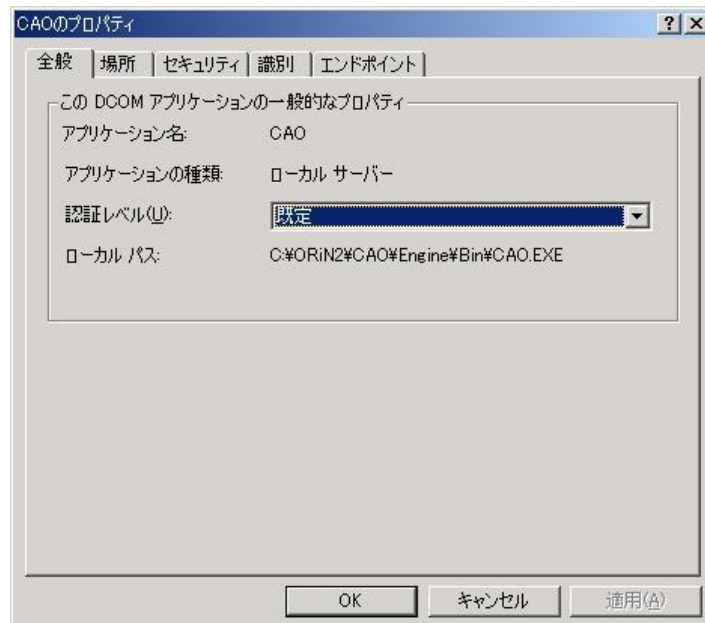 CAOのプロパティ
全般 場所 セキュリティ 識別 エンドポイント
この DCOM アプリケーションの一般的なプロパティ
アプリケーション名: CAO
アプリケーションの種類: ローカル サーバー
認証レベル(U): 既定
ローカル パス: C:¥ORiN2¥CAO¥Engine¥Bin¥CAO.EXE
OK キャンセル 適用(A)